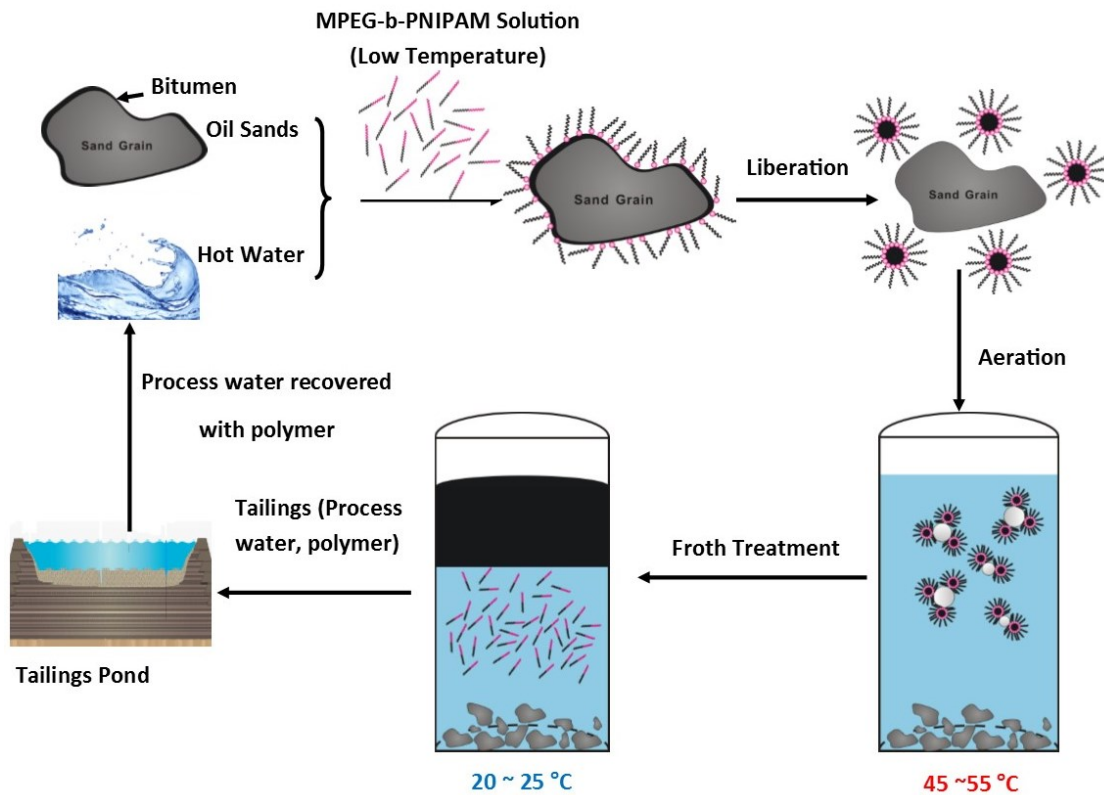 MPEG-b-PNIPAM Solution
(Low Temperature)
Bitumen
Oil Sands
Sand Grain
Hot Water
Sand Grain
Liberation
Sand Grain
Aeration
Process water recovered
with polymer
Tailings (Process
water, polymer)
Froth Treatment
Tailings Pond
20 ~ 25 °C
45 ~55 °C